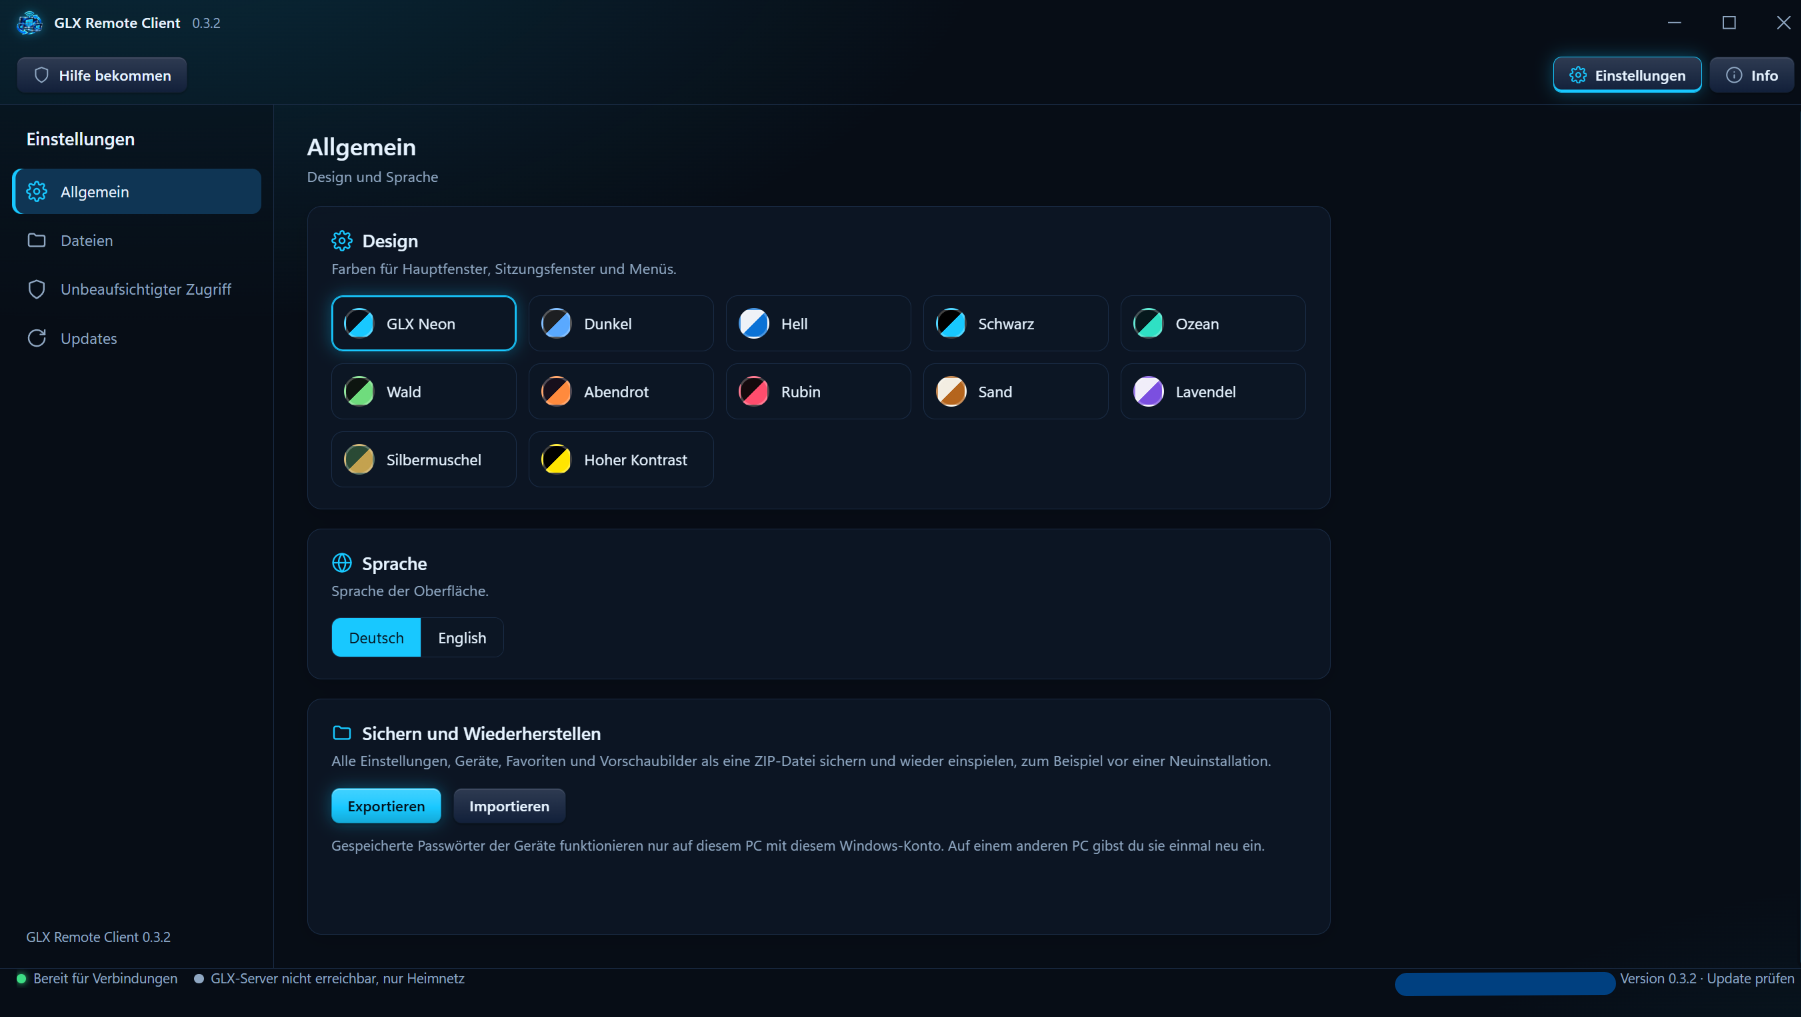 GLX Remote Client 0.3.2
Hilfe bekommen
Einstellungen
Info
Einstellungen
Allgemein
Dateien
Unbeaufsichtigter Zugriff
Updates
GLX Remote Client 0.3.2
Allgemein
Design und Sprache
Design
Farben für Hauptfenster, Sitzungsfenster und Menüs.
GLX Neon
Dunkel
Hell
Schwarz
Ozean
Wald
Abendrot
Rubin
Sand
Lavendel
Silbermuschel
Hoher Kontrast
Sprache
Sprache der Oberfläche.
Deutsch
English
Sichern und Wiederherstellen
Alle Einstellungen, Geräte, Favoriten und Vorschaubilder als eine ZIP-Datei sichern und wieder einspielen, zum Beispiel vor einer Neuinstallation.
Exportieren
Importieren
Gespeicherte Passwörter der Geräte funktionieren nur auf diesem PC mit diesem Windows-Konto. Auf einem anderen PC gibst du sie einmal neu ein.
Bereit für Verbindungen
GLX-Server nicht erreichbar, nur Heimnetz
Version 0.3.2 · Update prüfen